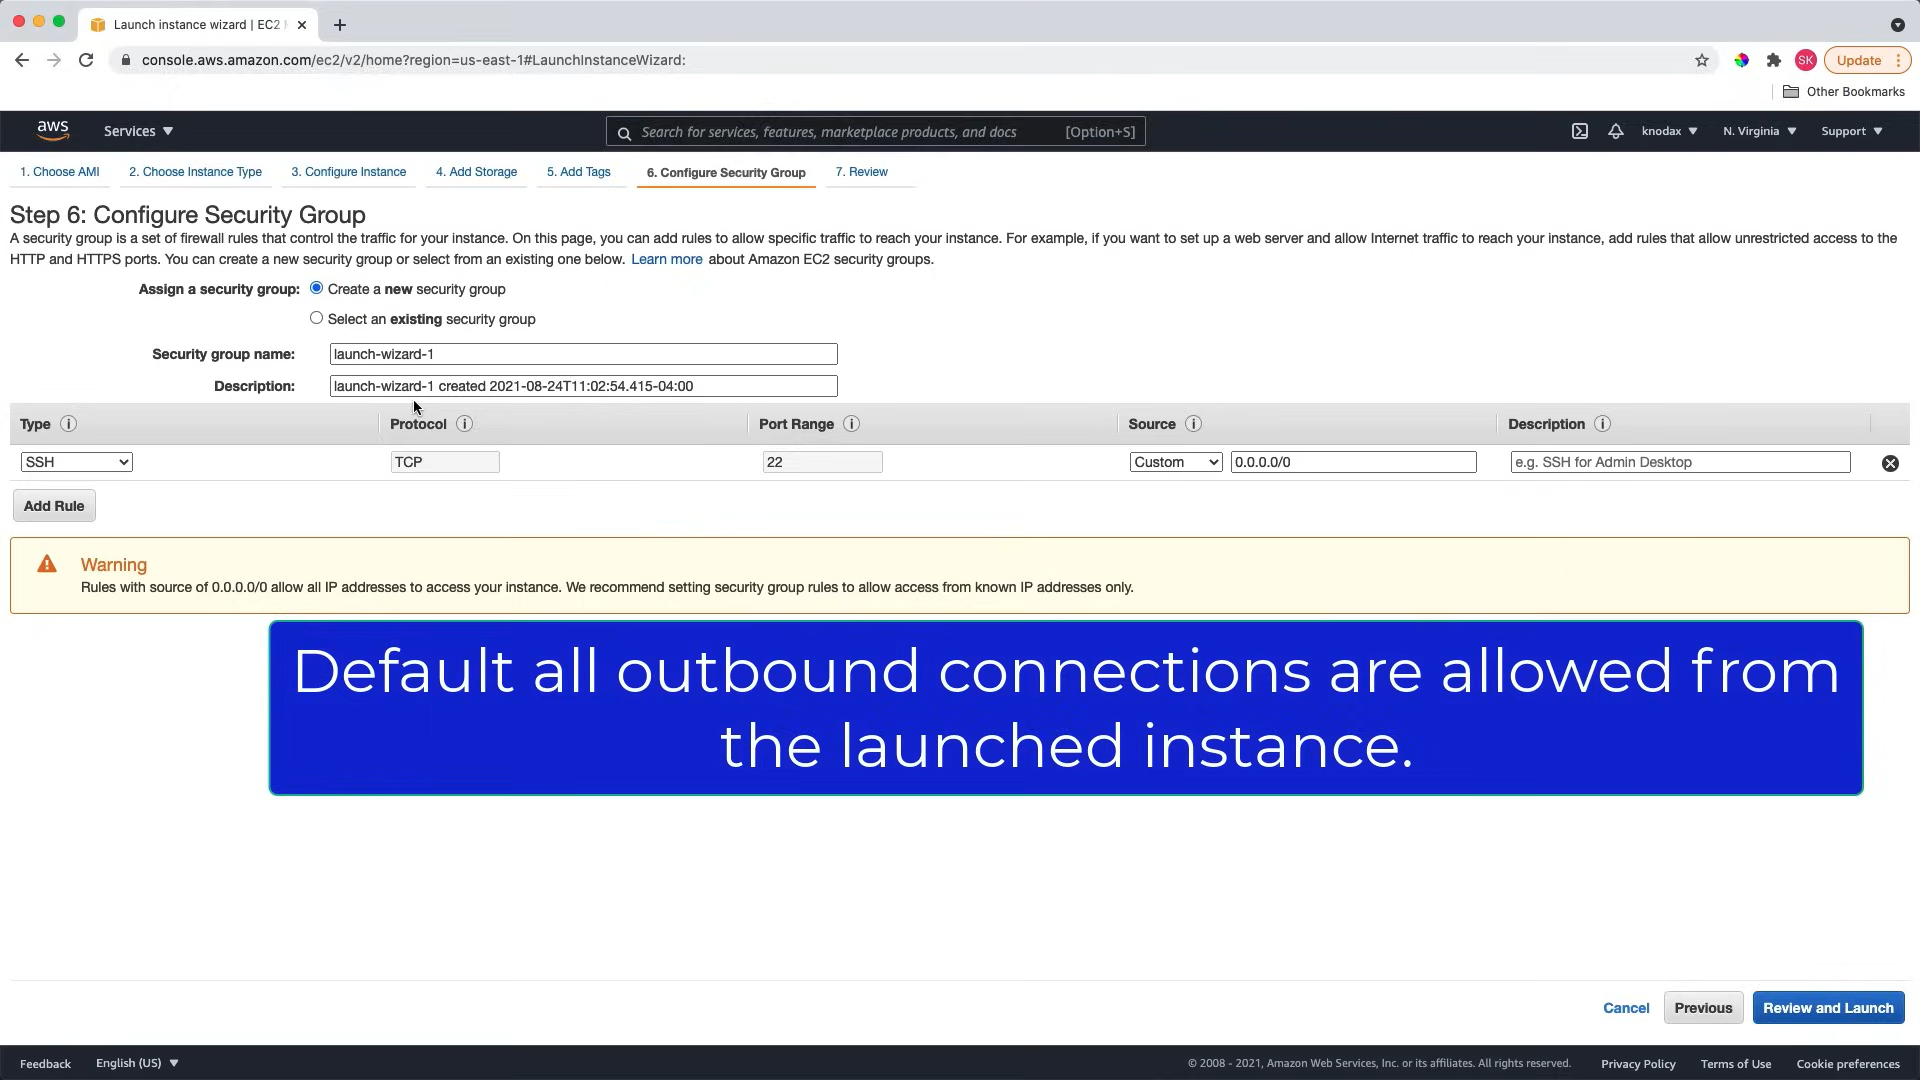 Launch instance wizard | EC2
console.aws.amazon.com/ec2/v2/home?region=us-east-1#LaunchInstanceWizard:
SK
Update
Other Bookmarks
aws
Services
Search for services, features, marketplace products, and docs
[Option+S]
knodax
N. Virginia
Support
1. Choose AMI
2. Choose Instance Type
3. Configure Instance
4. Add Storage
5. Add Tags
6. Configure Security Group
7. Review
Step 6: Configure Security Group
A security group is a set of firewall rules that control the traffic for your instance. On this page, you can add rules to allow specific traffic to reach your instance. For example, if you want to set up a web server and allow Internet traffic to reach your instance, add rules that allow unrestricted access to the
HTTP and HTTPS ports. You can create a new security group or select from an existing one below. Learn more about Amazon EC2 security groups.
Assign a security group: Create a new security group
Select an existing security group
Security group name: launch-wizard-1
Description: launch-wizard-1 created 2021-08-24T11:02:54.415-04:00
Type i Protocol i Port Range i Source i Description i
SSH TCP 22 Custom 0.0.0.0/0 e.g. SSH for Admin Desktop
Add Rule
Warning
Rules with source of 0.0.0.0/0 allow all IP addresses to access your instance. We recommend setting security group rules to allow access from known IP addresses only.
Default all outbound connections are allowed from
the launched instance.
Cancel
Previous
Review and Launch
Feedback
English (US)
© 2008 - 2021, Amazon Web Services, Inc. or its affiliates. All rights reserved.
Privacy Policy
Terms of Use
Cookie preferences